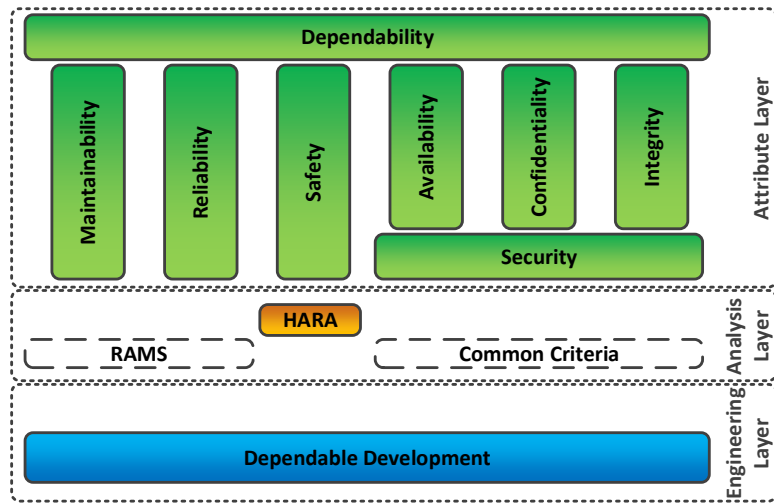 Dependability
Maintainability
Reliability
Safety
Availability
Confidentiality
Integrity
Security
Attribute Layer
HARA
RAMS
Common Criteria
Analysis
Layer
Dependable Development
Engineering
Layer